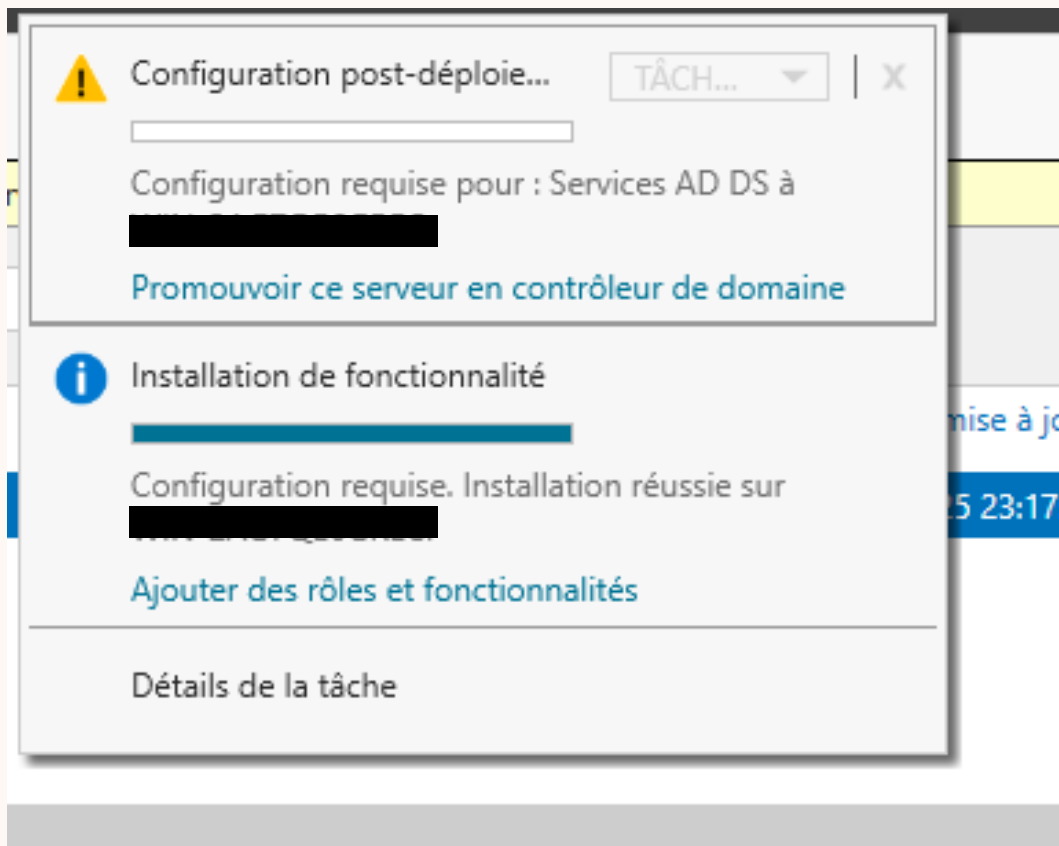 Configuration post-déploie...
TÂCH...
X
Configuration requise pour : Services AD DS à
Promouvoir ce serveur en contrôleur de domaine
Installation de fonctionnalité
Configuration requise. Installation réussie sur
mise à jo
5 23:17
Ajouter des rôles et fonctionnalités
Détails de la tâche